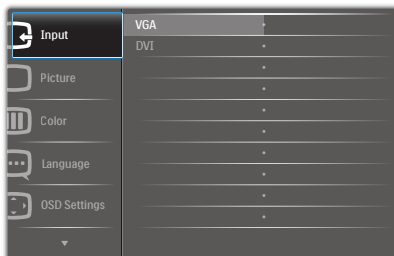 Input
Picture
Color
Language
OSD Settings
VGA
DVI